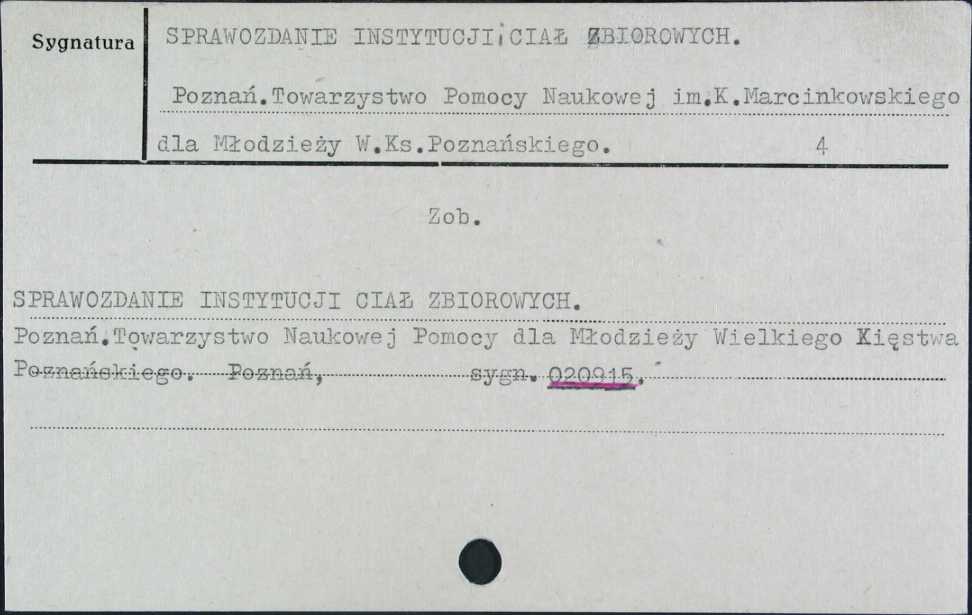 Sygnatura
SPRAWOZDANIE INSTYTUCJI CIAŁ ZBIOROWYCH.
Poznań.Towarzystwo Pomocy Naukowej im.K.Marcinkowskiego
dla Młodzieży W.Ks.Poznańskiego. 4
Zob.
SPRAWOZDANIE INSTYTUCJI CIAŁ ZBIOROWYCH.
Poznań.Towarzystwo Naukowej Pomocy dla Młodzieży Wielkiego Kięstwa
Poznańskiego. Poznań, sygn. 020915.